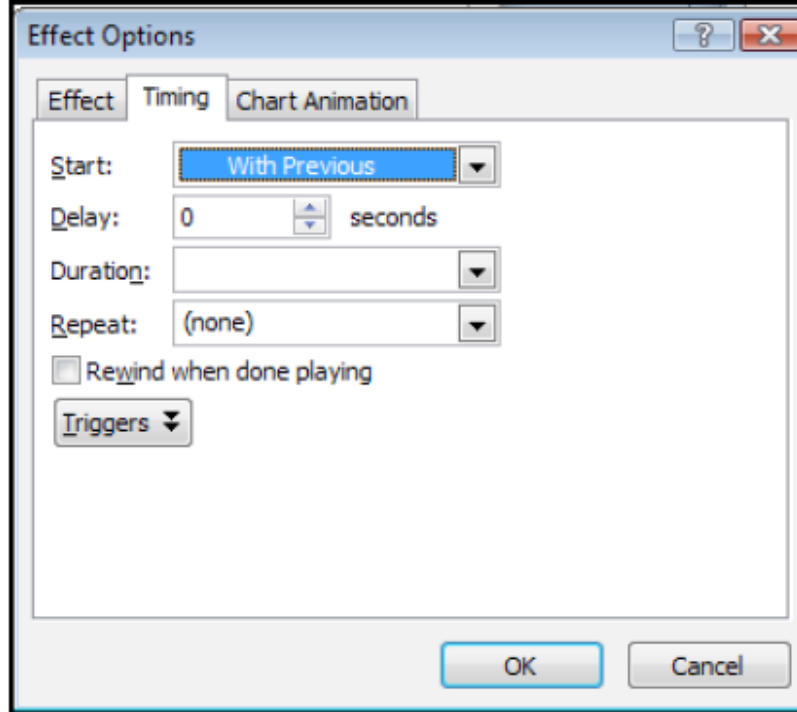 Effect Options
Effect Timing Chart Animation
Start: With Previous
Delay: 0 seconds
Duration:
Repeat: (none)
Rewind when done playing
Triggers
OK Cancel